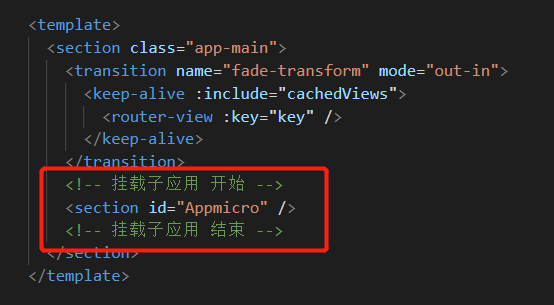 <template>
<section class="app-main">
<transition name="fade-transform" mode="out-in">
<keep-alive :include="cachedViews">
<router-view :key="key" />
</keep-alive>
</transition>
<!-- 挂载子应用 开始 -->
<section id="Appmicro" />
<!-- 挂载子应用 结束 -->
</section>
</template>